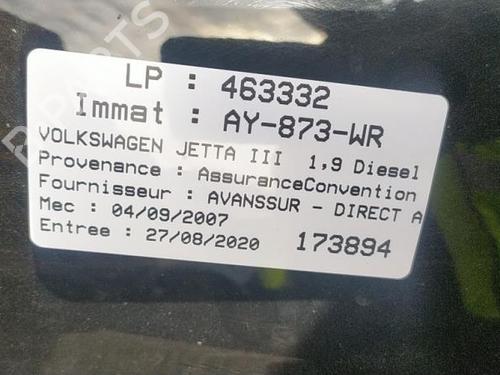 LP : 463332
Immat : AY-873-WR
VOLKSWAGEN JETTA III 1,9 Diesel
Provenance : AssuranceConvention
Fournisseur : AVANSSUR - DIRECT A
Mec : 04/09/2007
Entree : 27/08/2020 173894